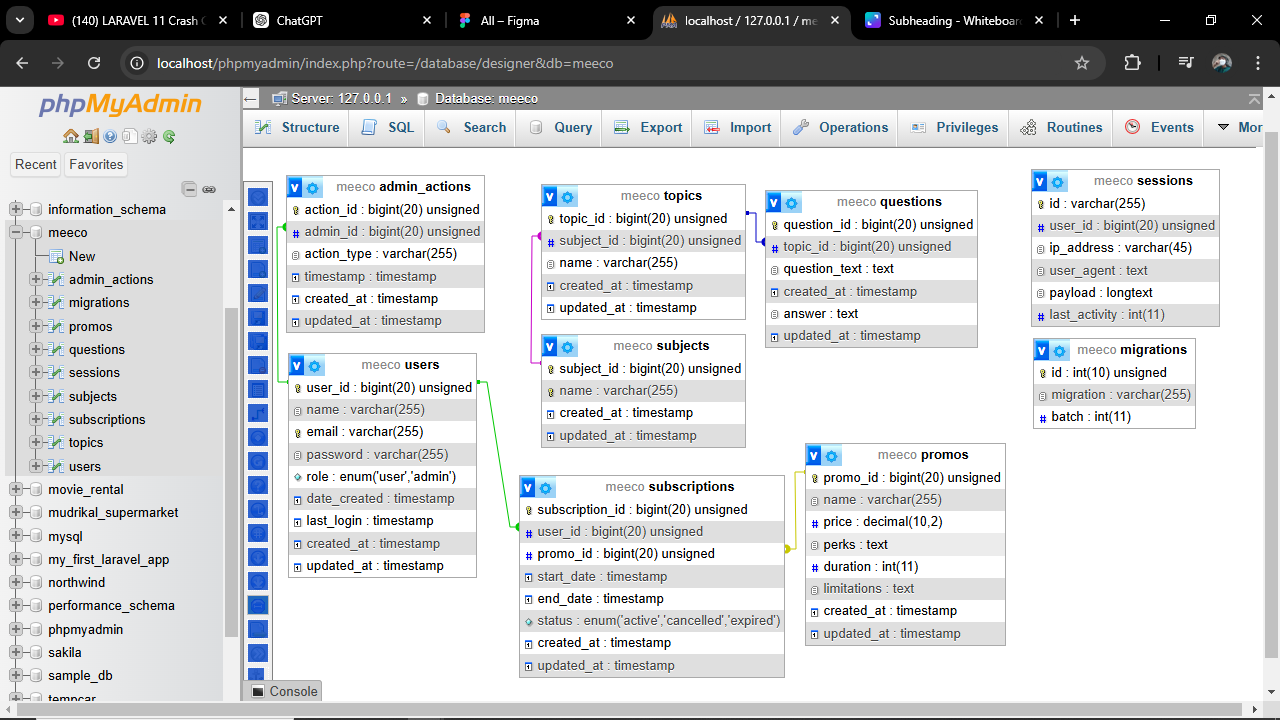 (140) LARAVEL 11 Crash C
ChatGPT
All – Figma
localhost / 127.0.0.1 / me
Subheading - Whiteboar
localhost/phpmyadmin/index.php?route=/database/designer&db=meeco
phpMyAdmin
Recent
Favorites
information_schema
meeco
New
admin_actions
migrations
promos
questions
sessions
subjects
subscriptions
topics
users
movie_rental
mudrikal_supermarket
mysql
my_first_laravel_app
northwind
performance_schema
phpmyadmin
sakila
sample_db
tempcar
Server: 127.0.0.1 » Database: meeco
Structure
SQL
Search
Query
Export
Import
Operations
Privileges
Routines
Events
Mor
V meeco admin_actions
action_id : bigint(20) unsigned
# admin_id : bigint(20) unsigned
action_type : varchar(255)
timestamp : timestamp
created_at : timestamp
updated_at : timestamp
V meeco users
user_id : bigint(20) unsigned
name : varchar(255)
email : varchar(255)
password : varchar(255)
role : enum('user','admin')
date_created : timestamp
last_login : timestamp
created_at : timestamp
updated_at : timestamp
V meeco topics
topic_id : bigint(20) unsigned
# subject_id : bigint(20) unsigned
name : varchar(255)
created_at : timestamp
updated_at : timestamp
V meeco subjects
subject_id : bigint(20) unsigned
name : varchar(255)
created_at : timestamp
updated_at : timestamp
V meeco subscriptions
subscription_id : bigint(20) unsigned
# user_id : bigint(20) unsigned
# promo_id : bigint(20) unsigned
start_date : timestamp
end_date : timestamp
status : enum('active','cancelled','expired')
created_at : timestamp
updated_at : timestamp
V meeco questions
question_id : bigint(20) unsigned
# topic_id : bigint(20) unsigned
question_text : text
created_at : timestamp
answer : text
updated_at : timestamp
V meeco promos
promo_id : bigint(20) unsigned
name : varchar(255)
# price : decimal(10,2)
perks : text
# duration : int(11)
limitations : text
created_at : timestamp
updated_at : timestamp
V meeco sessions
id : varchar(255)
# user_id : bigint(20) unsigned
ip_address : varchar(45)
user_agent : text
payload : longtext
# last_activity : int(11)
V meeco migrations
id : int(10) unsigned
migration : varchar(255)
# batch : int(11)
Console